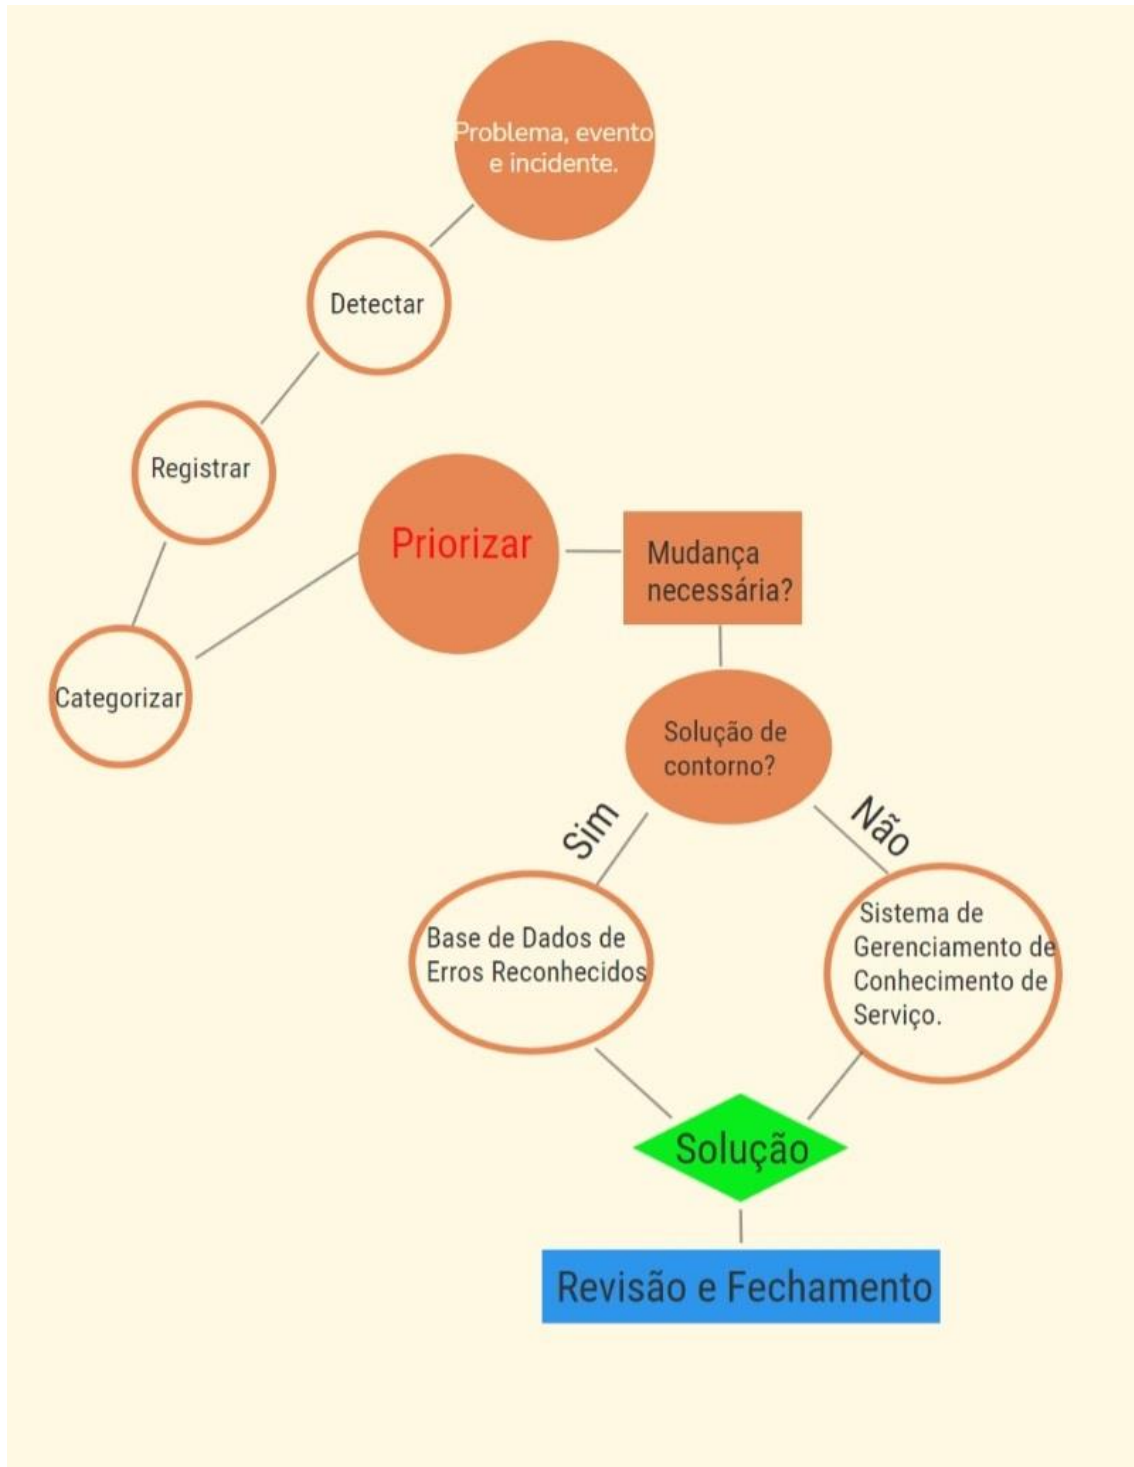 Problema, evento
e incidente.
Detectar
Registrar
Categorizar
Priorizar
Mudança
necessária?
Solução de
contorno?
Sim
Não
Base de Dados de
Erros Reconhecidos
Sistema de
Gerenciamento de
Conhecimento de
Serviço.
Solução
Revisão e Fechamento